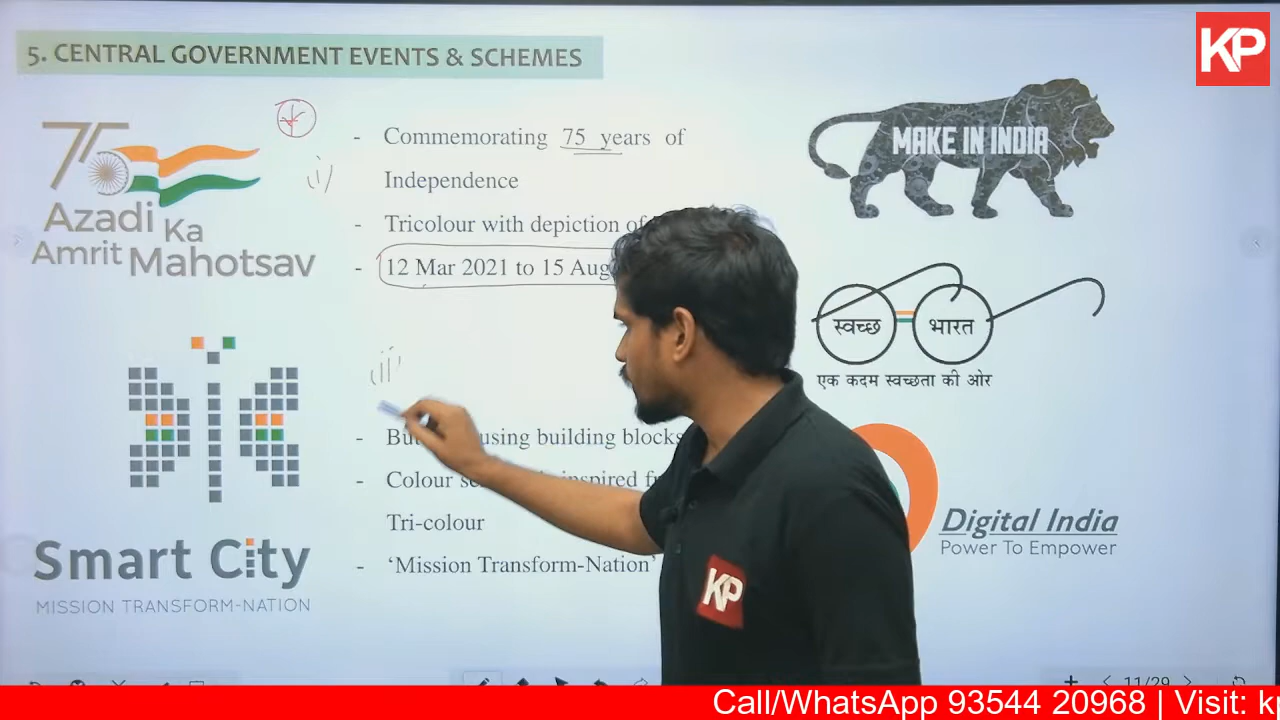 5. CENTRAL GOVERNMENT EVENTS & SCHEMES
KP
75
Azadi Ka
Amrit Mahotsav
(i)
- Commemorating 75 years of
Independence
- Tricolour with depiction of
- 12 Mar 2021 to 15 Aug
MAKE IN INDIA
स्वच्छ भारत
एक कदम स्वच्छता की ओर
(ii)
Smart City
MISSION TRANSFORM-NATION
- using building blocks
- Colour inspired
Tri-colour
- ‘Mission Transform-Nation’
Digital India
Power To Empower
KP
11/29
Call/WhatsApp 93544 20968 | Visit: